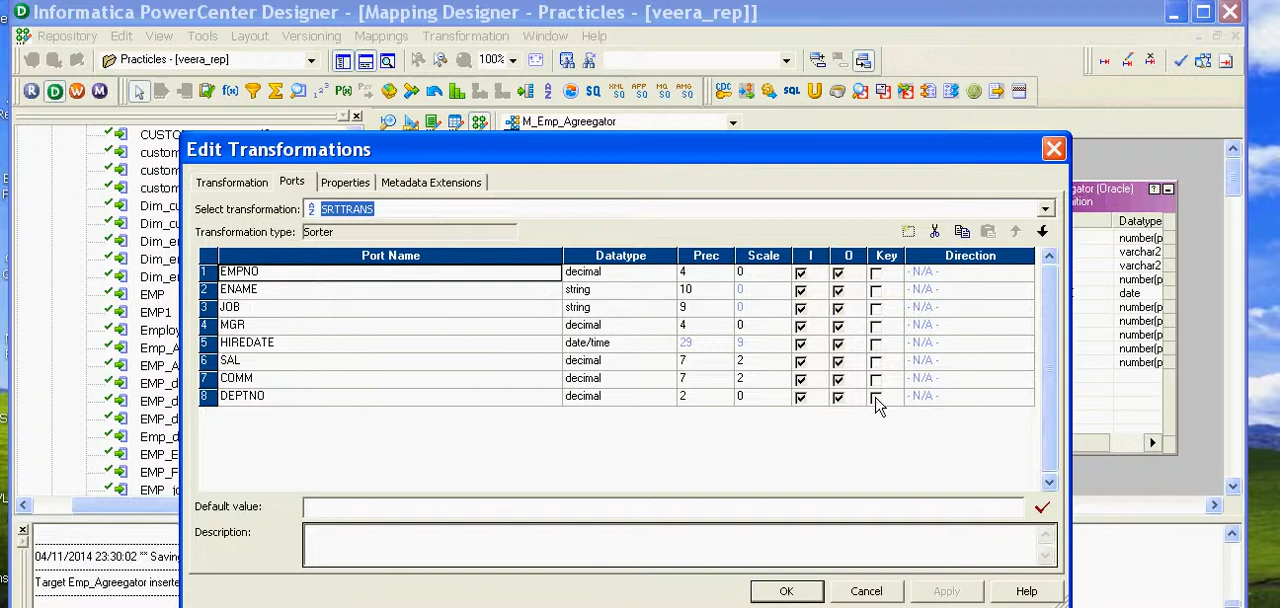 Informatica PowerCenter Designer - [Mapping Designer - Practicles - [veera_rep]]
Repository Edit View Tools Layout Versioning Mappings Transformation Window Help
Practicles - [veera_rep] 100%
M_Emp_Agreegator
CUSTO
custom
custom
custom
Dim_cu
Dim_cu
Dim_er
Dim_er
EMP
EMP1
Employ
Emp_A
EMP_d
EMP_d
Emp_d
EMP_E
EMP_F
EMP_jo
Edit Transformations
Transformation Ports Properties Metadata Extensions
Select transformation: SRTTRANS
Transformation type: Sorter
Port Name Datatype Prec Scale I O Key Direction
1 EMPNO decimal 4 0 - N/A -
2 ENAME string 10 0 - N/A -
3 JOB string 9 0 - N/A -
4 MGR decimal 4 0 - N/A -
5 HIREDATE date/time 29 9 - N/A -
6 SAL decimal 7 2 - N/A -
7 COMM decimal 7 2 - N/A -
8 DEPTNO decimal 2 0 - N/A -
Default value:
Description:
OK Cancel Apply Help
gator (Oracle)
nition
Datatype
number(p
varchar2
varchar2
number(p
date
number(p
number(p
number(p
04/11/2014 23:30:02 ** Saving
Target Emp_Agreegator inserte